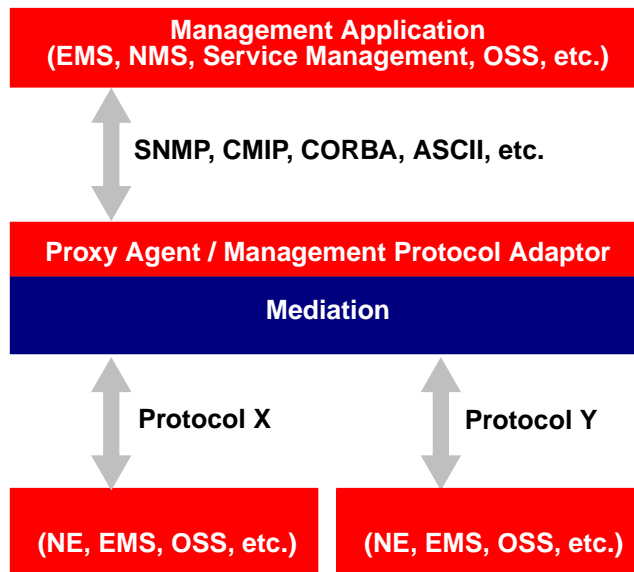 Management Application
(EMS, NMS, Service Management, OSS, etc.)
SNMP, CMIP, CORBA, ASCII, etc.
Proxy Agent / Management Protocol Adaptor
Mediation
Protocol X
Protocol Y
(NE, EMS, OSS, etc.)
(NE, EMS, OSS, etc.)